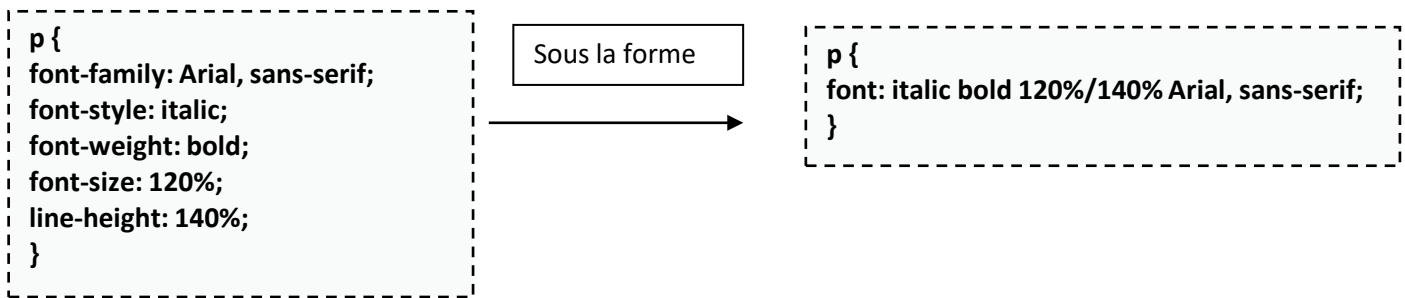 p {
font-family: Arial, sans-serif;
font-style: italic;
font-weight: bold;
font-size: 120%;
line-height: 140%;
}
Sous la forme
p {
font: italic bold 120%/140% Arial, sans-serif;
}